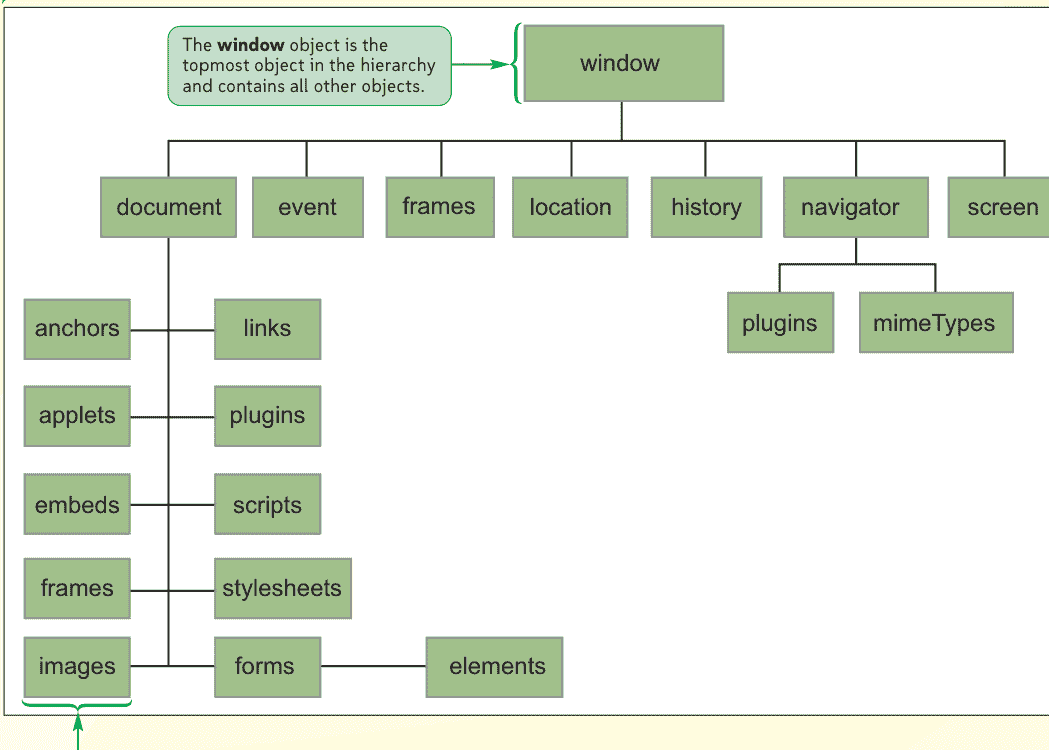 The window object is the
topmost object in the hierarchy
and contains all other objects.
window
document
event
frames
location
history
navigator
screen
plugins
mimeTypes
anchors
links
applets
plugins
embeds
scripts
frames
stylesheets
images
forms
elements